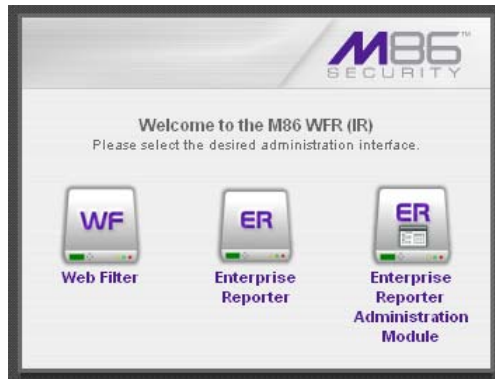 M86™
SECURITY
Welcome to the M86 WFR (IR)
Please select the desired administration interface.
WF
ER
ER
Web Filter
Enterprise
Reporter
Enterprise
Reporter
Administration
Module